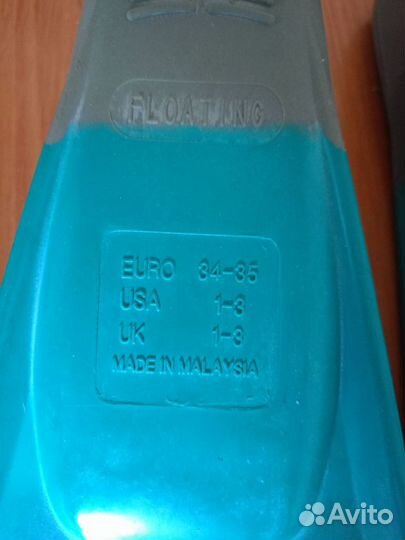 FLOATING
EURO 34-35
USA 1-3
UK 1-3
MADE IN MALAYSIA
Avito